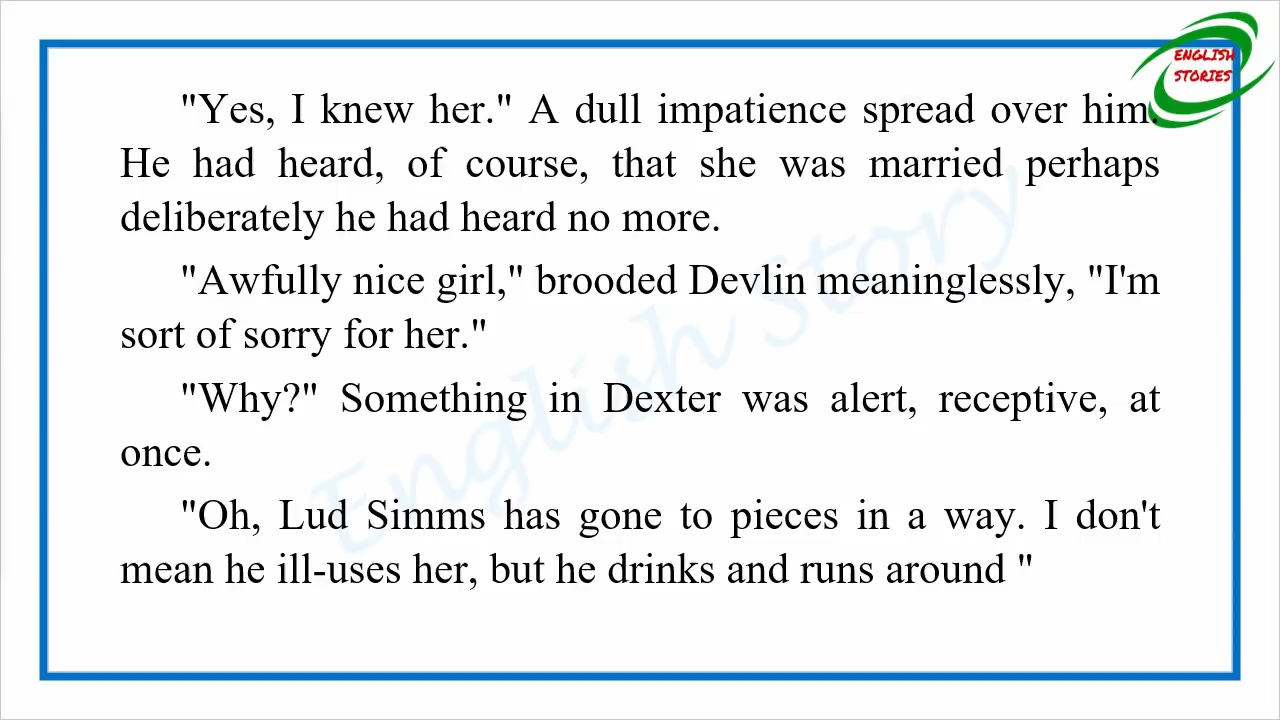 ENGLISH
STORIES
"Yes, I knew her." A dull impatience spread over him.
He had heard, of course, that she was married perhaps
deliberately he had heard no more.
"Awfully nice girl," brooded Devlin meaninglessly, "I'm
sort of sorry for her."
"Why?" Something in Dexter was alert, receptive, at
once.
"Oh, Lud Simms has gone to pieces in a way. I don't
mean he ill-uses her, but he drinks and runs around "
English Story